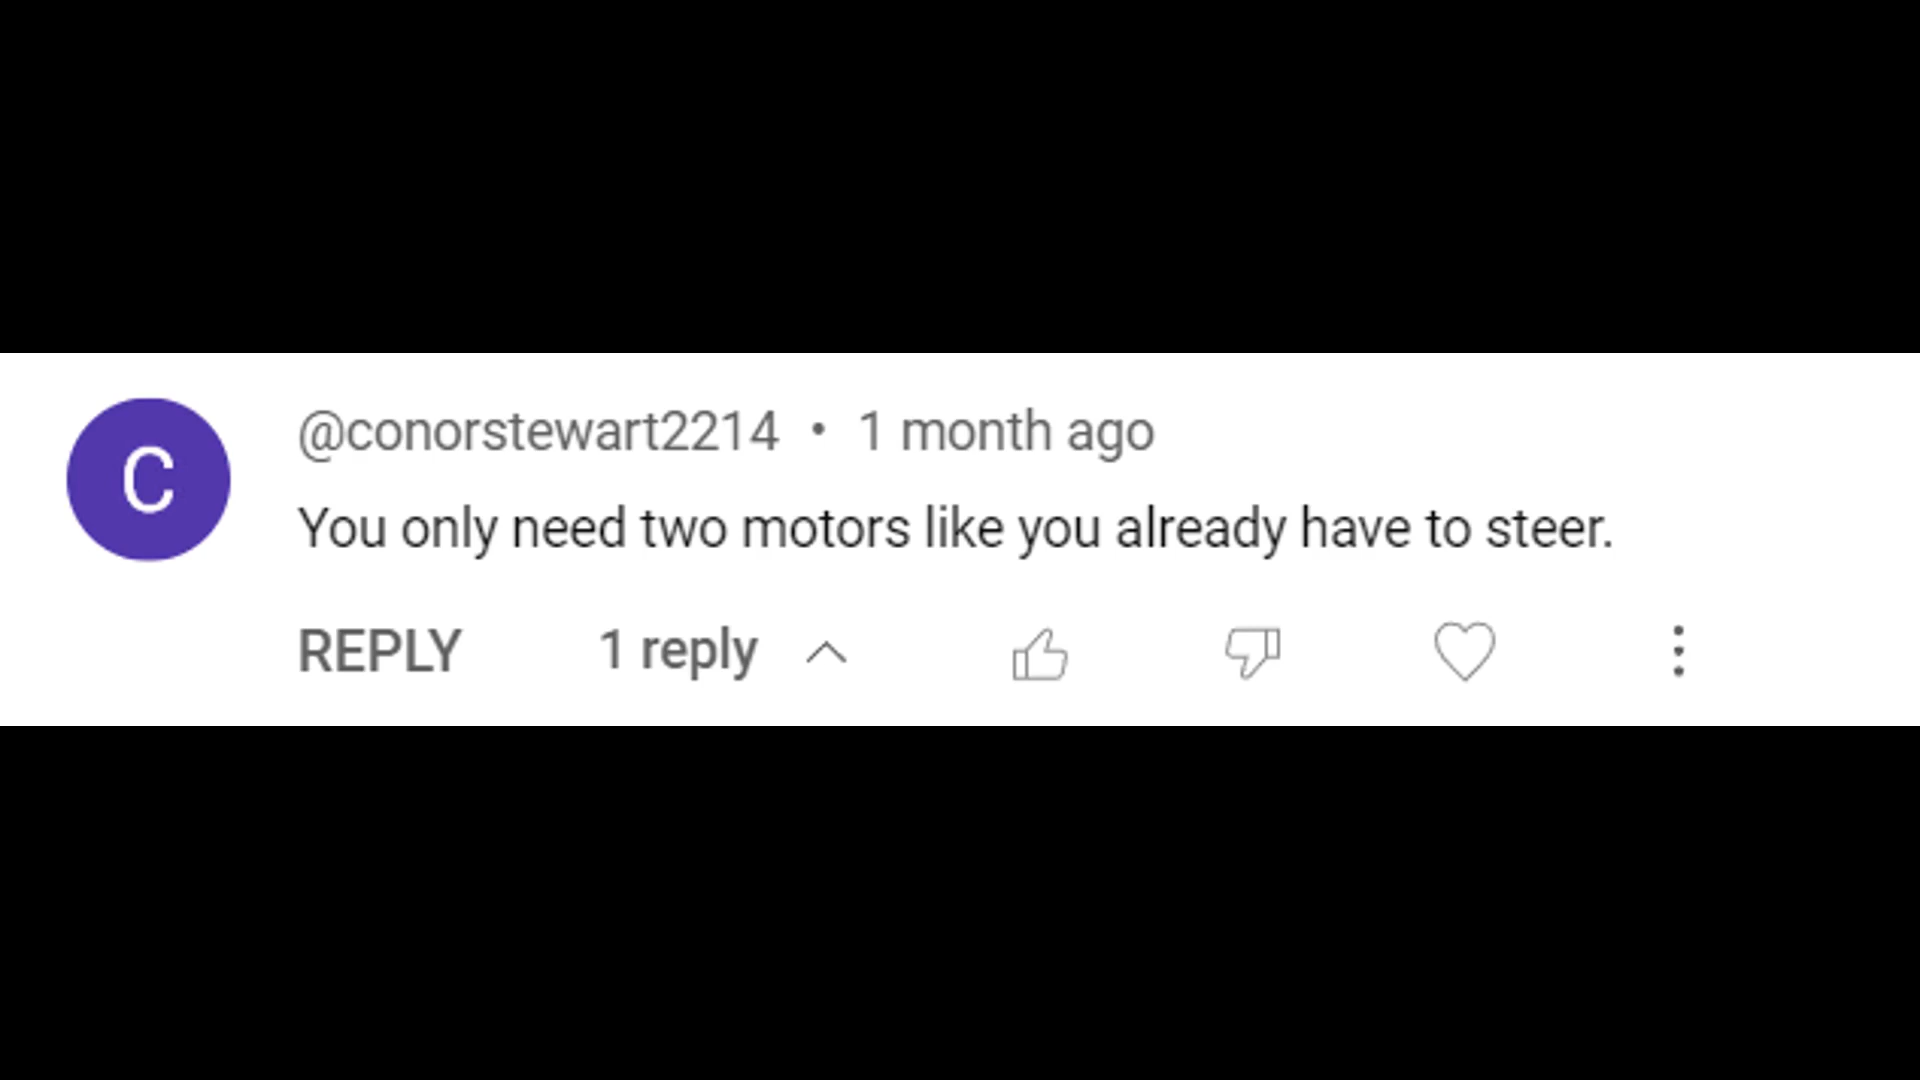 C
@conorstewart2214 • 1 month ago
You only need two motors like you already have to steer.
REPLY 1 reply